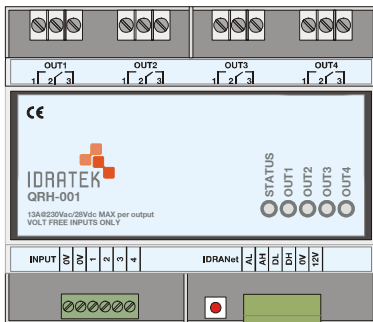 OUT1 OUT2 OUT3 OUT4
1 2 3 1 2 3 1 2 3 1 2 3
CE
IDRATEK
QRH-001
13A@230Vac/28Vdc MAX per output
VOLT FREE INPUTS ONLY
STATUS OUT1 OUT2 OUT3 OUT4
INPUT 0V 0V 1 2 3 4 IDRANet AL AH DL DH 0V 12V